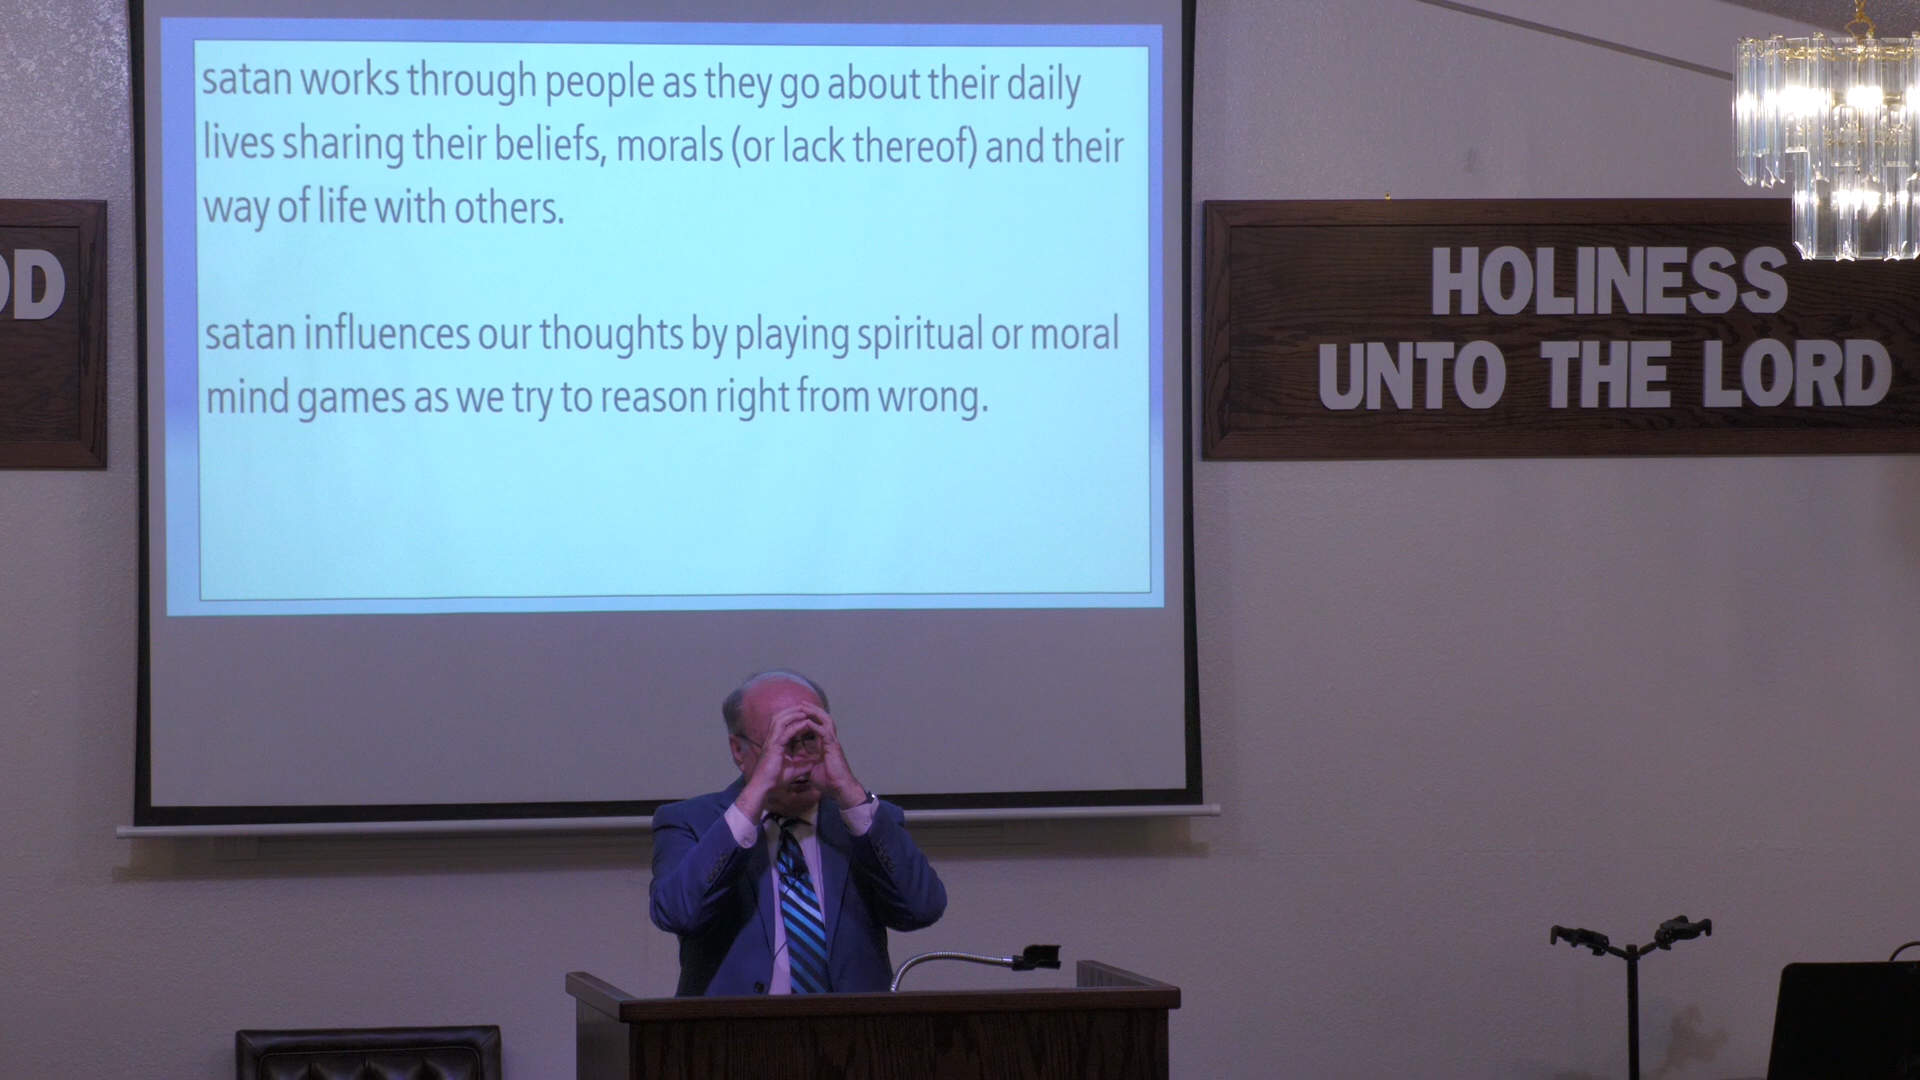 satan works through people as they go about their daily
lives sharing their beliefs, morals (or lack thereof) and their
way of life with others.
satan influences our thoughts by playing spiritual or moral
mind games as we try to reason right from wrong.
HOLINESS
UNTO THE LORD